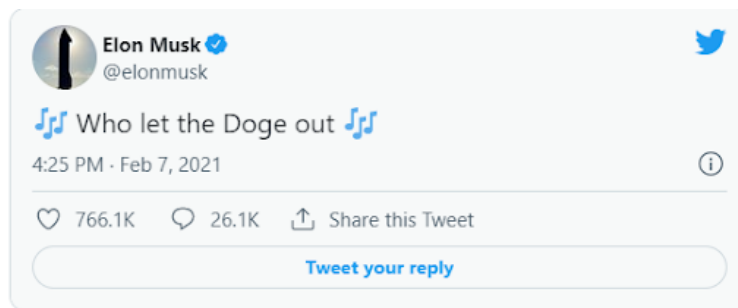 Elon Musk
@elonmusk
🎶 Who let the Doge out 🎶
4:25 PM · Feb 7, 2021
766.1K 26.1K Share this Tweet
Tweet your reply